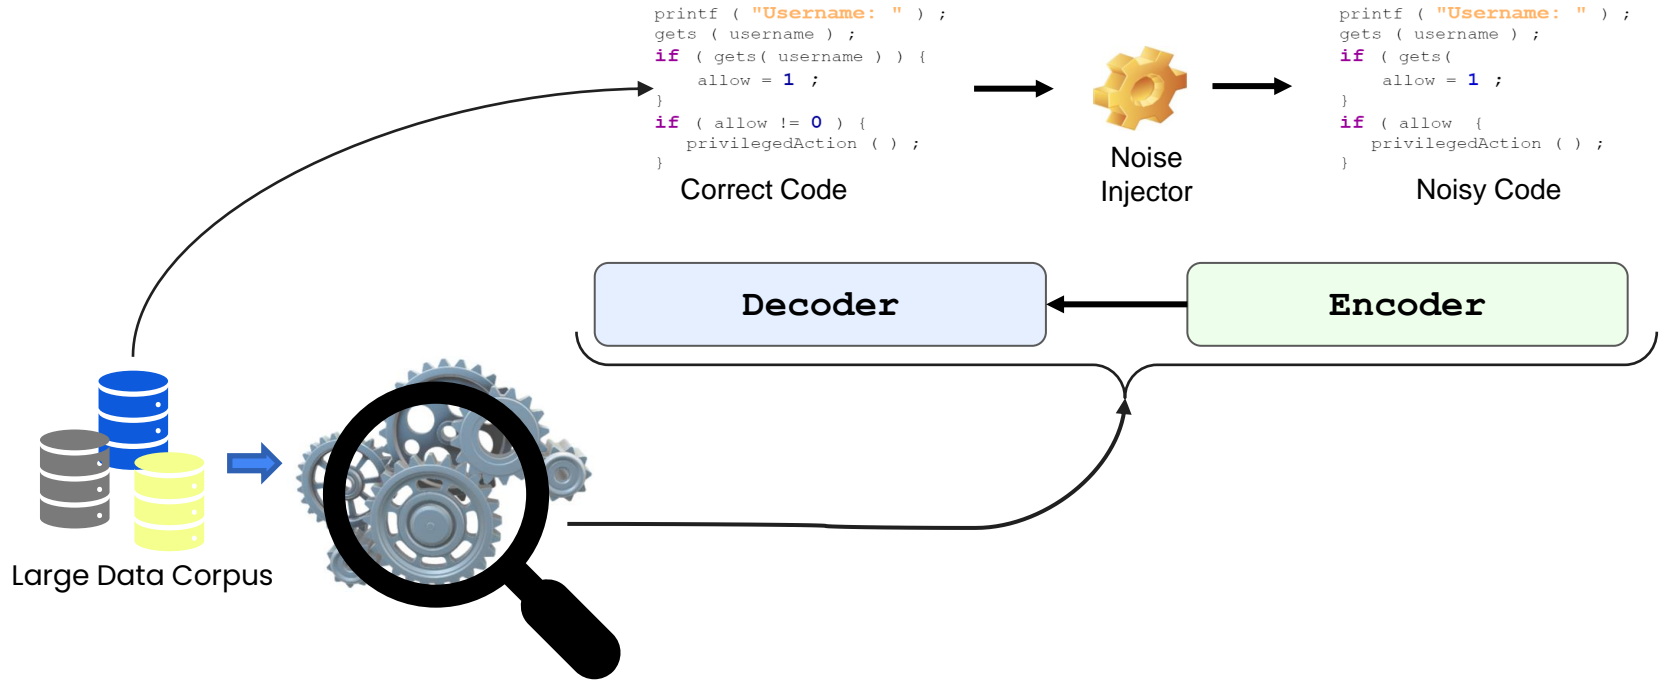 printf ( "Username: " ) ;
gets ( username ) ;
if ( gets( username ) ) {
allow = 1 ;
}
if ( allow != 0 ) {
privilegedAction ( ) ;
}
Correct Code
Noise
Injector
printf ( "Username: " ) ;
gets ( username ) ;
if ( gets(
allow = 1 ;
}
if ( allow {
privilegedAction ( ) ;
}
Noisy Code
Decoder
Encoder
Large Data Corpus